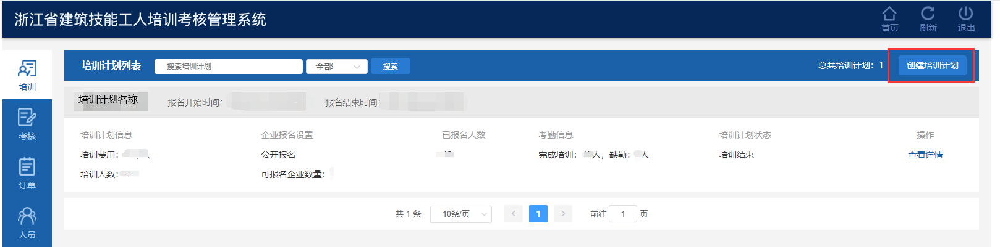 浙江省建筑技能工人培训考核管理系统
首页 刷新 退出
培训计划列表 搜索培训计划 全部 搜索 总共培训计划：1 创建培训计划
培训
考核
订单
人员
培训计划名称 报名开始时间： 报名结束时间：
培训计划信息 企业报名设置 已报名人数 考勤信息 培训计划状态 操作
培训费用： 公开报名 完成培训： 人，缺勤： 人 培训结束 查看详情
培训人数： 可报名企业数量：
共 1 条 10条/页 1 前往 1 页